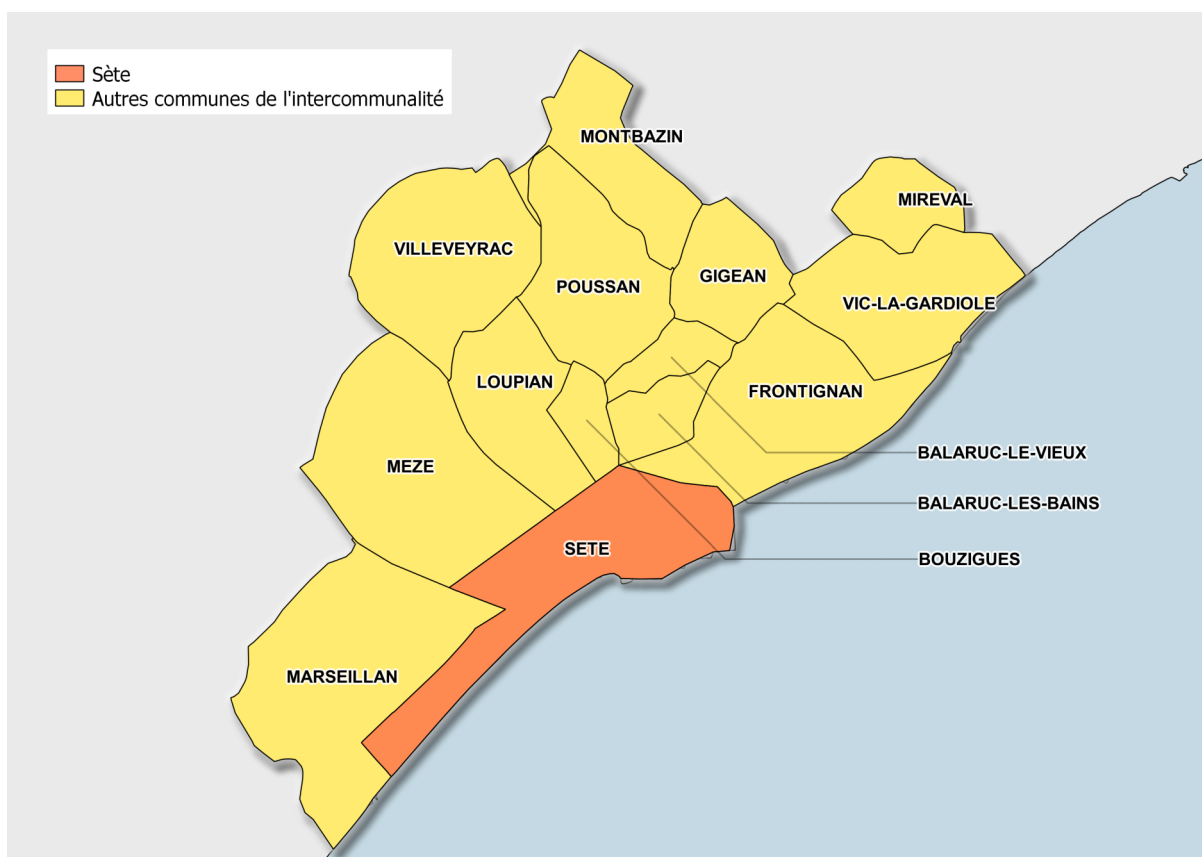 Sète
Autres communes de l'intercommunalité
MONTBAZIN
MIREVAL
VILLEVEYRAC
GIGEAN
POUSSAN
VIC-LA-GARDIOLE
LOUPIAN
FRONTIGNAN
BALARUC-LE-VIEUX
MEZE
BALARUC-LES-BAINS
SETE
BOUZIGUES
MARSEILLAN